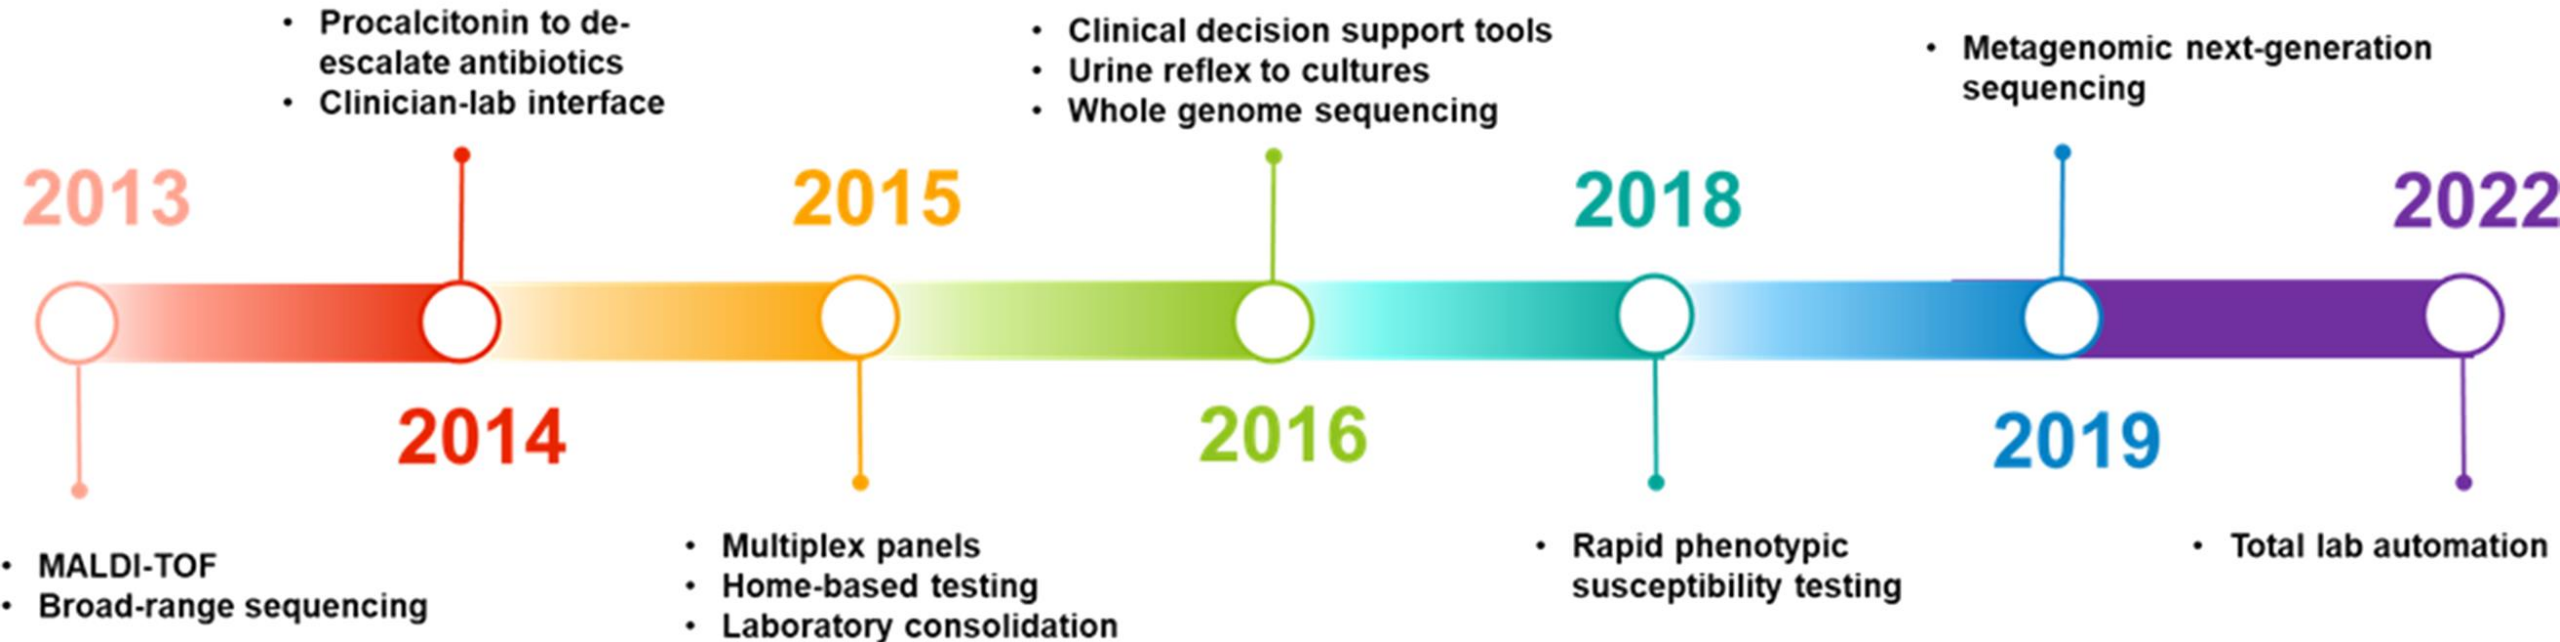 • Procalcitonin to de-
escalate antibiotics
• Clinician-lab interface
• Clinical decision support tools
• Urine reflex to cultures
• Whole genome sequencing
• Metagenomic next-generation
sequencing
2013
2015
2018
2022
2014
2016
2019
• MALDI-TOF
• Broad-range sequencing
• Multiplex panels
• Home-based testing
• Laboratory consolidation
• Rapid phenotypic
susceptibility testing
• Total lab automation